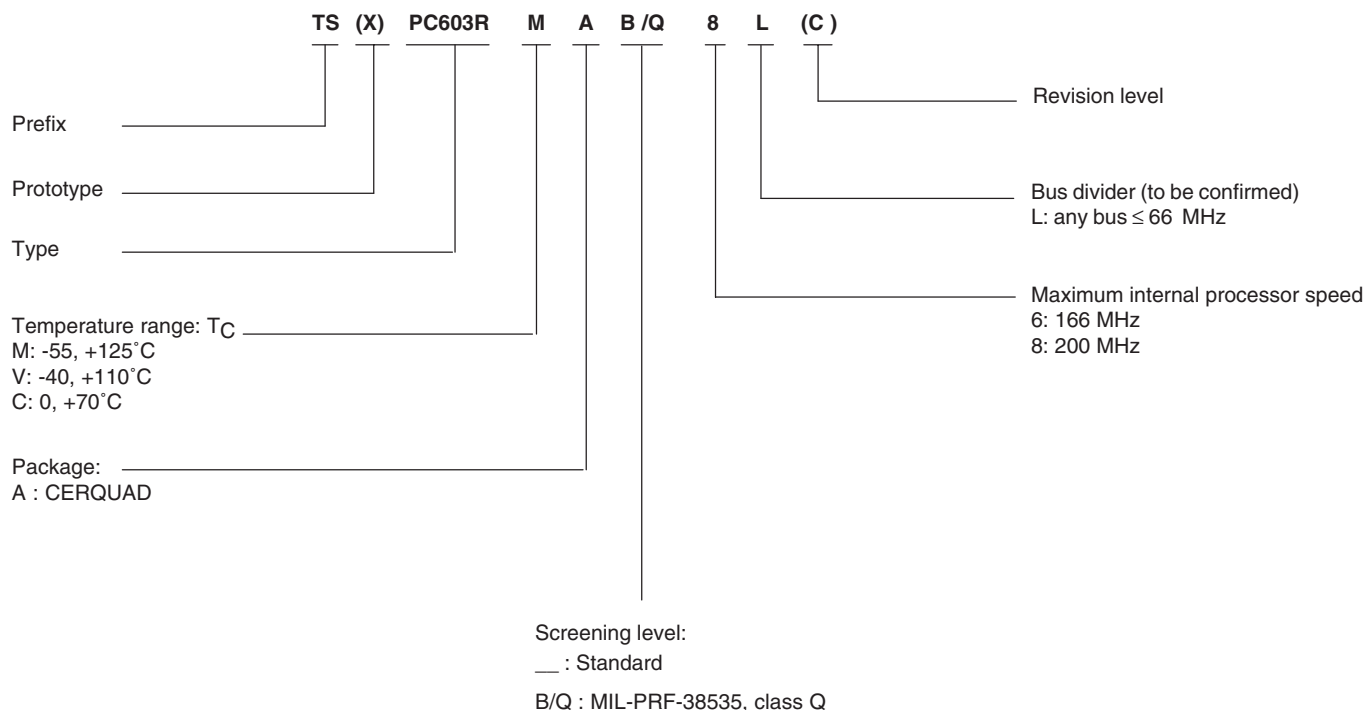 TS (X) PC603R M A B /Q 8 L (C )
Prefix
Prototype
Type
Temperature range: TC
M: -55, +125˚C
V: -40, +110˚C
C: 0, +70˚C
Package:
A : CERQUAD
Screening level:
__ : Standard
B/Q : MIL-PRF-38535, class Q
Revision level
Bus divider (to be confirmed)
L: any bus ≤ 66 MHz
Maximum internal processor speed
6: 166 MHz
8: 200 MHz